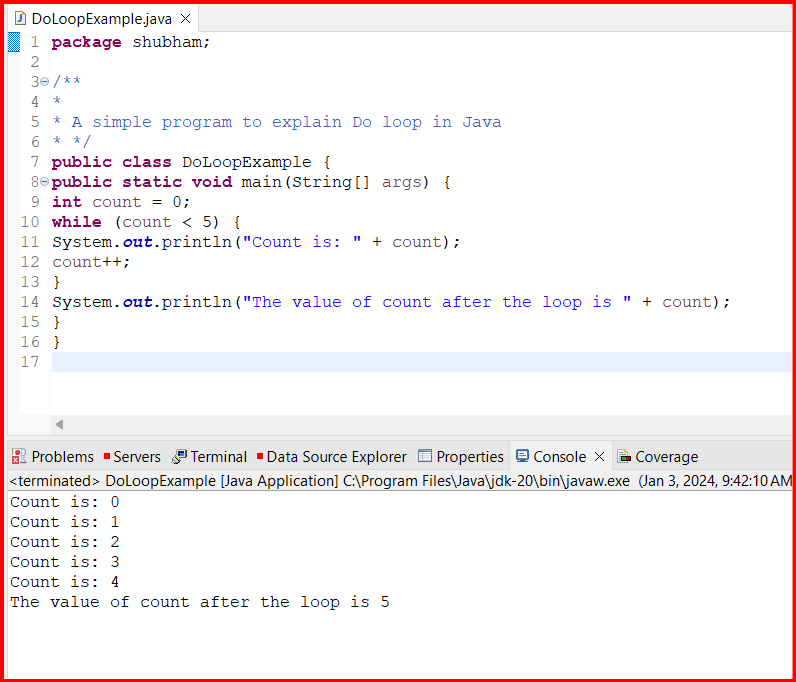 DoLoopExample.java
1 package shubham;
2
3 /**
4 *
5 * A simple program to explain Do loop in Java
6 * */
7 public class DoLoopExample {
8 public static void main(String[] args) {
9 int count = 0;
10 while (count < 5) {
11 System.out.println("Count is: " + count);
12 count++;
13 }
14 System.out.println("The value of count after the loop is " + count);
15 }
16 }
17
Problems Servers Terminal Data Source Explorer Properties Console Coverage
<terminated> DoLoopExample [Java Application] C:\Program Files\Java\jdk-20\bin\javaw.exe (Jan 3, 2024, 9:42:10 AM
Count is: 0
Count is: 1
Count is: 2
Count is: 3
Count is: 4
The value of count after the loop is 5